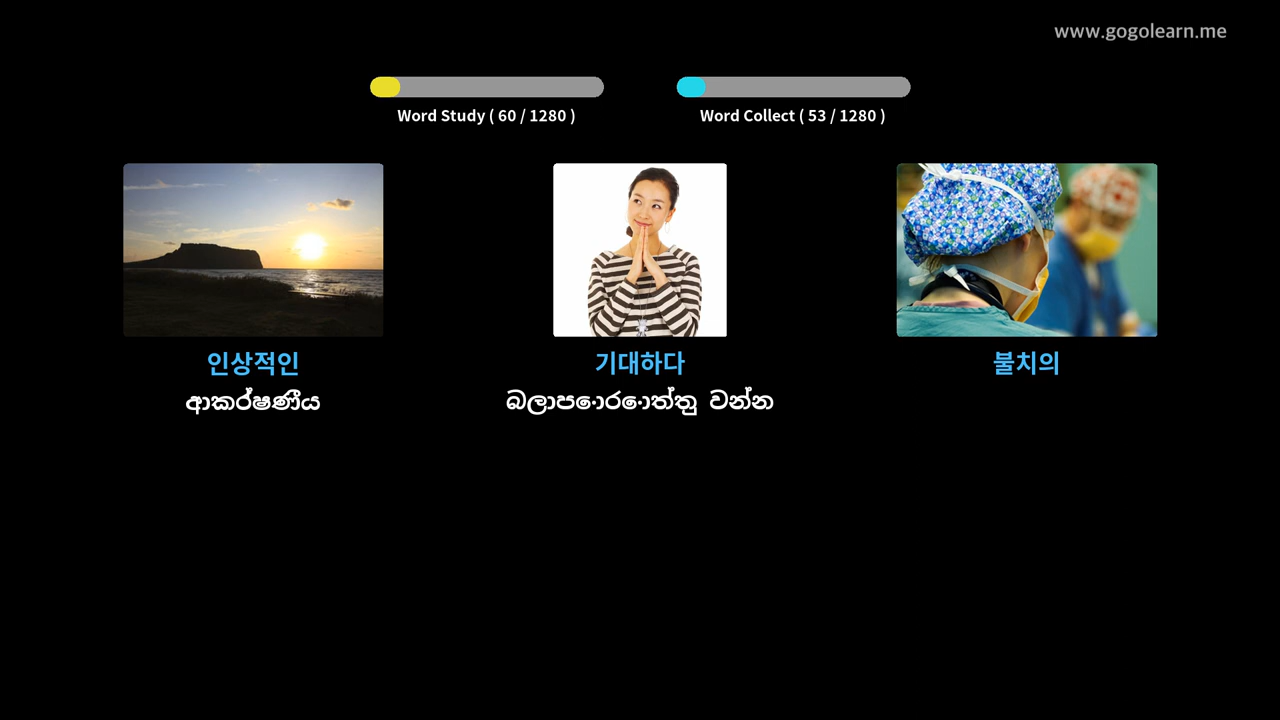 www.gogolearn.me
Word Study ( 60 / 1280 )
Word Collect ( 53 / 1280 )
인상적인
기대하다
불치의
ආකර්ෂණීය
බලාපොරොත්තු වන්න